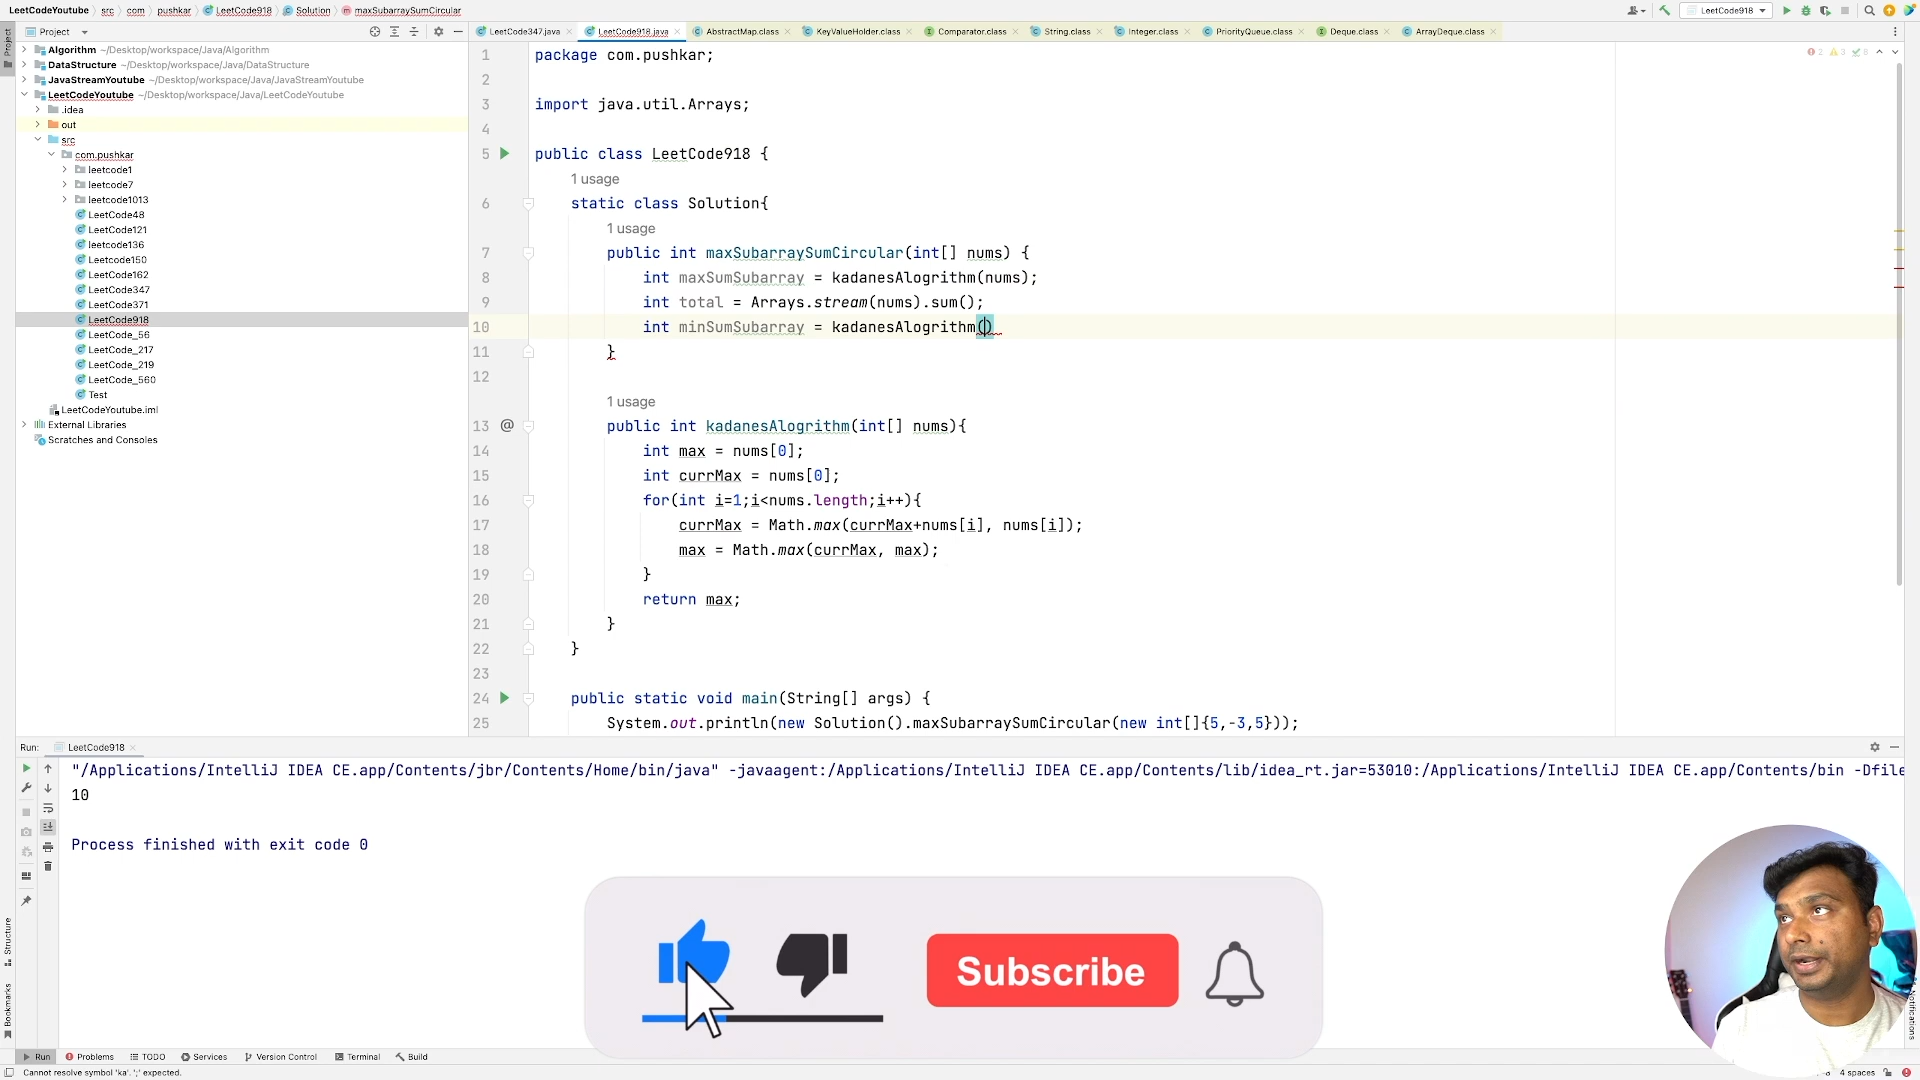 LeetCodeYoutube src com pushkar LeetCode918 Solution maxSubarraySumCircular
LeetCode918
Project
LeetCode347.java LeetCode918.java AbstractMap.class KeyValueHolder.class Comparator.class String.class Integer.class PriorityQueue.class Deque.class ArrayDeque.class
Project
Algorithm ~/Desktop/workspace/Java/Algorithm
DataStructure ~/Desktop/workspace/Java/DataStructure
JavaStreamYoutube ~/Desktop/workspace/Java/JavaStreamYoutube
LeetCodeYoutube ~/Desktop/workspace/Java/LeetCodeYoutube
.idea
out
src
com.pushkar
leetcode1
leetcode7
leetcode1013
LeetCode48
LeetCode121
leetcode136
Leetcode150
LeetCode162
LeetCode347
LeetCode371
LeetCode918
LeetCode_56
LeetCode_217
LeetCode_219
LeetCode_560
Test
LeetCodeYoutube.iml
External Libraries
Scratches and Consoles
1 package com.pushkar;
2
3 import java.util.Arrays;
4
5 public class LeetCode918 {
1 usage
6 static class Solution{
1 usage
7 public int maxSubarraySumCircular(int[] nums) {
8 int maxSumSubarray = kadanesAlogrithm(nums);
9 int total = Arrays.stream(nums).sum();
10 int minSumSubarray = kadanesAlogrithm()
11 }
12
1 usage
13 @ public int kadanesAlogrithm(int[] nums){
14 int max = nums[0];
15 int currMax = nums[0];
16 for(int i=1;i<nums.length;i++){
17 currMax = Math.max(currMax+nums[i], nums[i]);
18 max = Math.max(currMax, max);
19 }
20 return max;
21 }
22 }
23
24 public static void main(String[] args) {
25 System.out.println(new Solution().maxSubarraySumCircular(new int[]{5,-3,5}));
Run: LeetCode918
"/Applications/IntelliJ IDEA CE.app/Contents/jbr/Contents/Home/bin/java" -javaagent:/Applications/IntelliJ IDEA CE.app/Contents/lib/idea_rt.jar=53010:/Applications/IntelliJ IDEA CE.app/Contents/bin -Dfile
10
Process finished with exit code 0
Subscribe
Structure
Bookmarks
Notifications
Run Problems TODO Services Version Control Terminal Build
Cannot resolve symbol 'ka'. ';' expected.
4 spaces